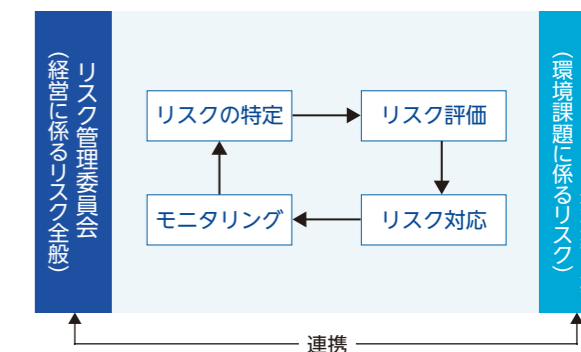 リスク管理委員会
（経営に係るリスク全般）
リスクの特定
リスク評価
モニタリング
リスク対応
（環境課題に係るリスク）
連携